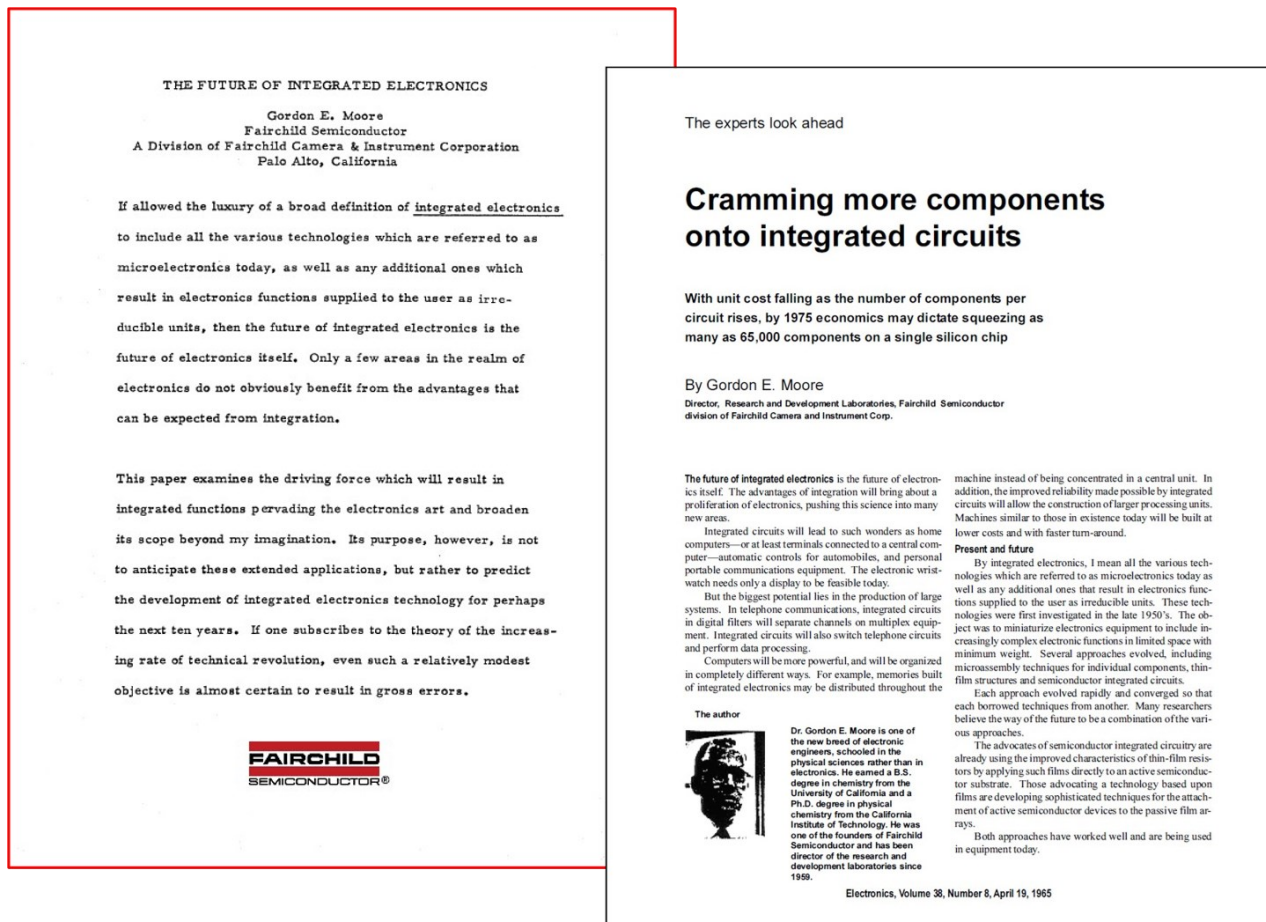 THE FUTURE OF INTEGRATED ELECTRONICS
Gordon E. Moore
Fairchild Semiconductor
A Division of Fairchild Camera & Instrument Corporation
Palo Alto, California
If allowed the luxury of a broad definition of integrated electronics
to include all the various technologies which are referred to as
microelectronics today, as well as any additional ones which
result in electronics functions supplied to the user as irre-
ducible units, then the future of integrated electronics is the
future of electronics itself. Only a few areas in the realm of
electronics do not obviously benefit from the advantages that
can be expected from integration.
This paper examines the driving force which will result in
integrated functions pervading the electronics art and broaden
its scope beyond my imagination. Its purpose, however, is not
to anticipate these extended applications, but rather to predict
the development of integrated electronics technology for perhaps
the next ten years. If one subscribes to the theory of the increas-
ing rate of technical revolution, even such a relatively modest
objective is almost certain to result in gross errors.
FAIRCHILD
SEMICONDUCTOR®
The experts look ahead
Cramming more components
onto integrated circuits
With unit cost falling as the number of components per
circuit rises, by 1975 economics may dictate squeezing as
many as 65,000 components on a single silicon chip
By Gordon E. Moore
Director, Research and Development Laboratories, Fairchild Semiconductor
division of Fairchild Camera and Instrument Corp.
The future of integrated electronics is the future of electron-
ics itself. The advantages of integration will bring about a
proliferation of electronics, pushing this science into many
new areas.
Integrated circuits will lead to such wonders as home
computers—or at least terminals connected to a central com-
puter—automatic controls for automobiles, and personal
portable communications equipment. The electronic wrist-
watch needs only a display to be feasible today.
But the biggest potential lies in the production of large
systems. In telephone communications, integrated circuits
in digital filters will separate channels on multiplex equip-
ment. Integrated circuits will also switch telephone circuits
and perform data processing.
Computers will be more powerful, and will be organized
in completely different ways. For example, memories built
of integrated electronics may be distributed throughout the
The author
Dr. Gordon E. Moore is one of
the new breed of electronic
engineers, schooled in the
physical sciences rather than in
electronics. He earned a B.S.
degree in chemistry from the
University of California and a
Ph.D. degree in physical
chemistry from the California
Institute of Technology. He was
one of the founders of Fairchild
Semiconductor and has been
director of the research and
development laboratories since
1959.
machine instead of being concentrated in a central unit. In
addition, the improved reliability made possible by integrated
circuits will allow the construction of larger processing units.
Machines similar to those in existence today will be built at
lower costs and with faster turn-around.
Present and future
By integrated electronics, I mean all the various tech-
nologies which are referred to as microelectronics today as
well as any additional ones that result in electronics func-
tions supplied to the user as irreducible units. These tech-
nologies were first investigated in the late 1950's. The ob-
ject was to miniaturize electronics equipment to include in-
creasingly complex electronic functions in limited space with
minimum weight. Several approaches evolved, including
microassembly techniques for individual components, thin-
film structures and semiconductor integrated circuits.
Each approach evolved rapidly and converged so that
each borrowed techniques from another. Many researchers
believe the way of the future to be a combination of the vari-
ous approaches.
The advocates of semiconductor integrated circuitry are
already using the improved characteristics of thin-film resis-
tors by applying such films directly to an active semiconduc-
tor substrate. Those advocating a technology based upon
films are developing sophisticated techniques for the attach-
ment of active semiconductor devices to the passive film ar-
rays.
Both approaches have worked well and are being used
in equipment today.
Electronics, Volume 38, Number 8, April 19, 1965